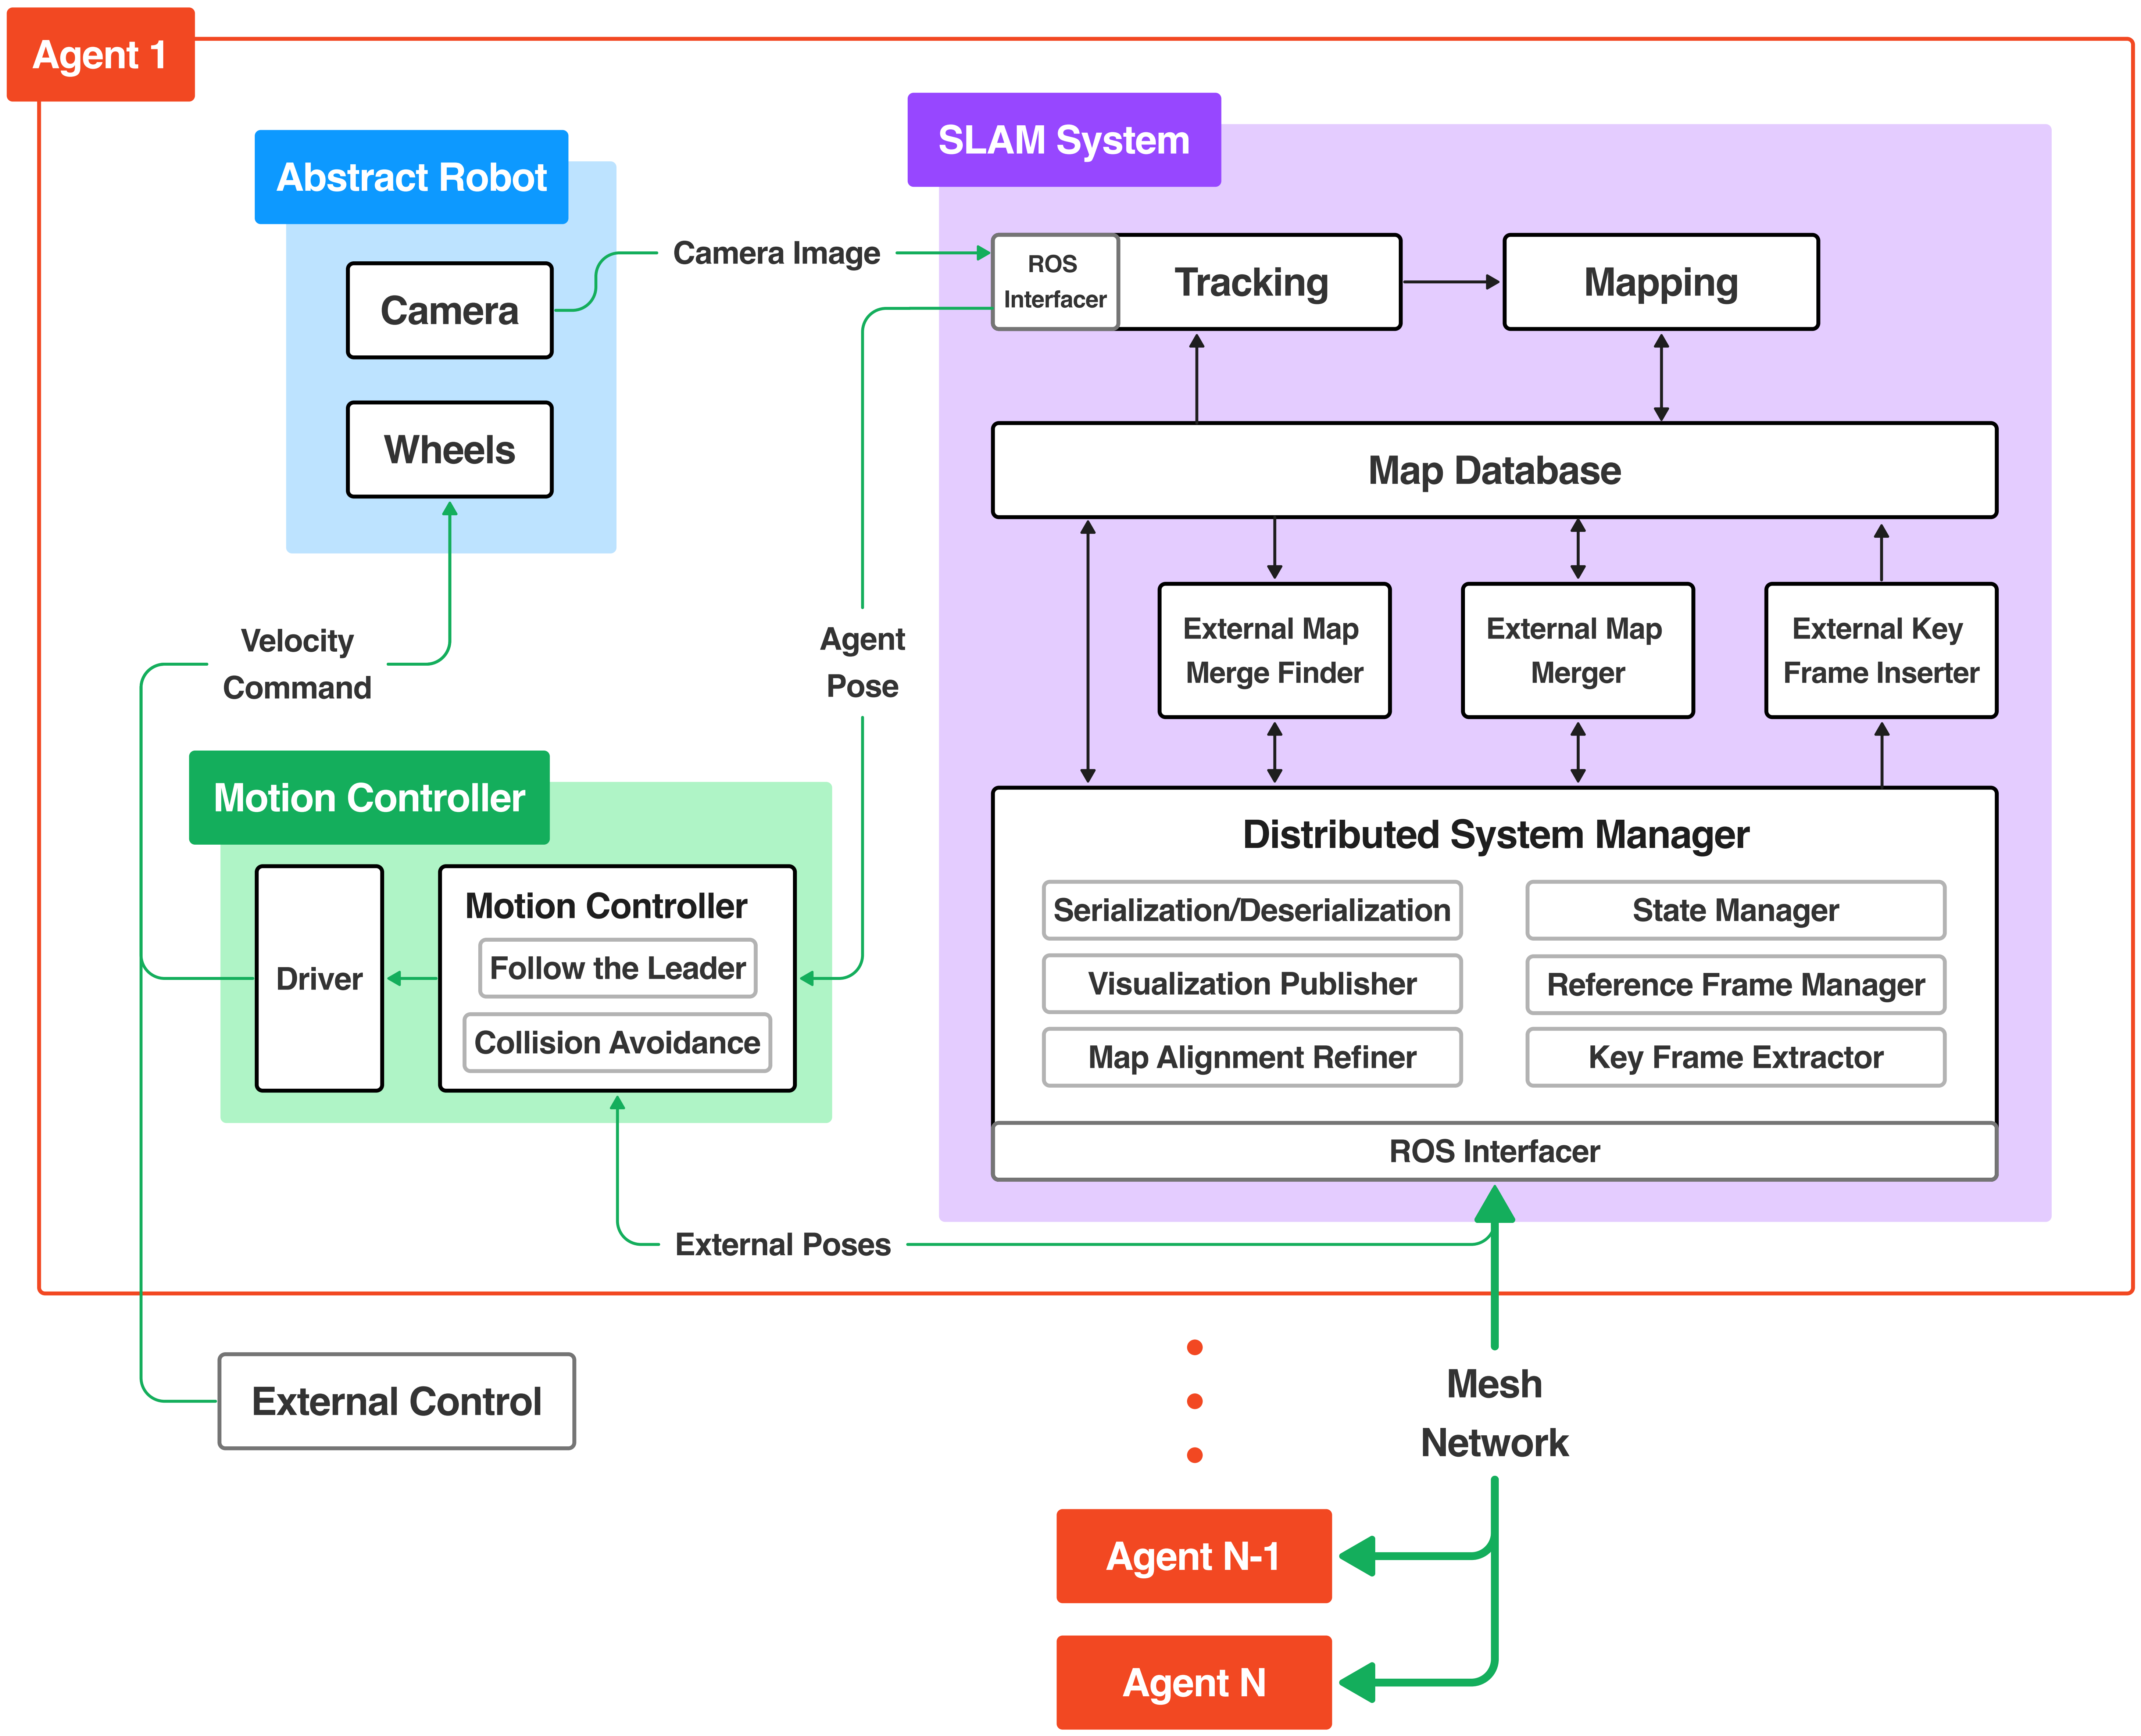 Agent 1
Abstract Robot
Camera
Wheels
Camera Image
Velocity
Command
Agent
Pose
Motion Controller
Driver
Motion Controller
Follow the Leader
Collision Avoidance
External Poses
External Control
SLAM System
ROS
Interfacer
Tracking
Mapping
Map Database
External Map
Merge Finder
External Map
Merger
External Key
Frame Inserter
Distributed System Manager
Serialization/Deserialization
State Manager
Visualization Publisher
Reference Frame Manager
Map Alignment Refiner
Key Frame Extractor
ROS Interfacer
Mesh
Network
Agent N-1
Agent N